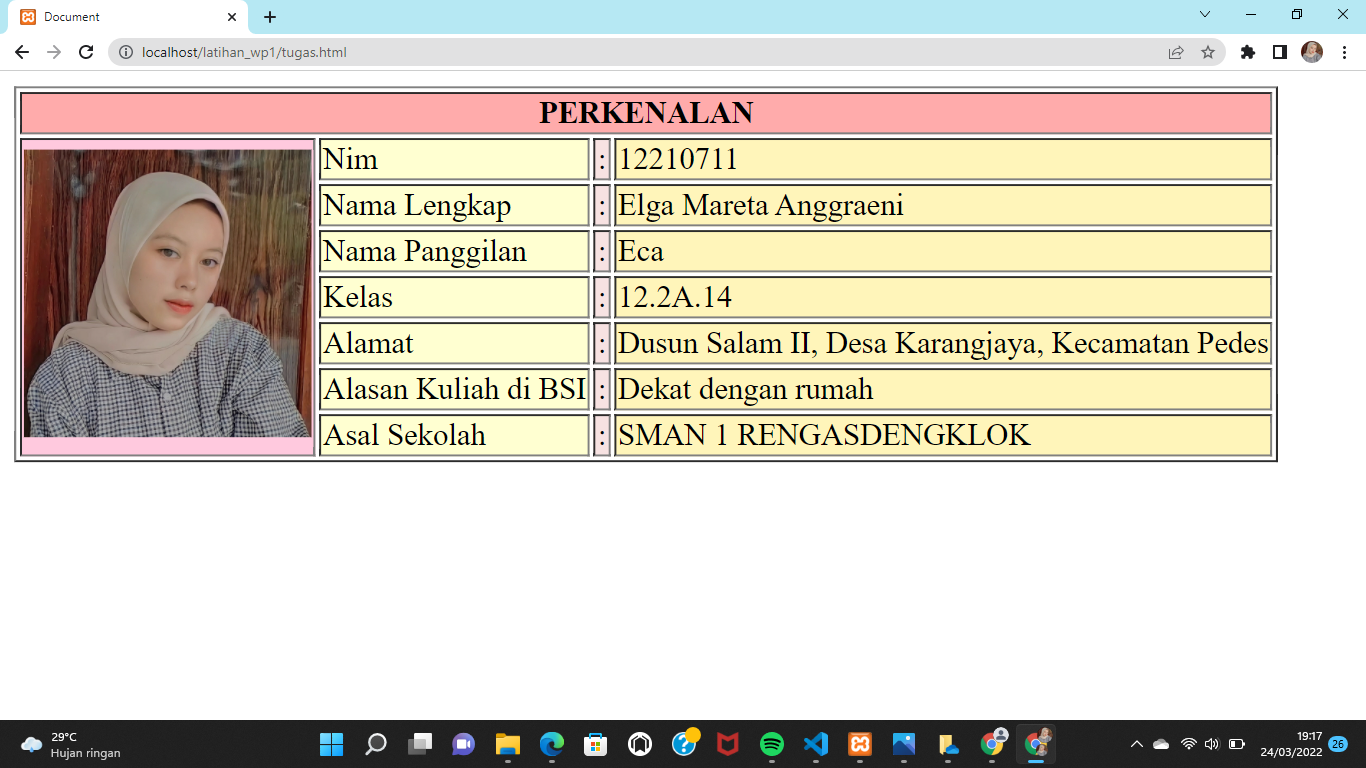 Document
localhost/latihan_wp1/tugas.html
PERKENALAN
Nim : 12210711
Nama Lengkap : Elga Mareta Anggraeni
Nama Panggilan : Eca
Kelas : 12.2A.14
Alamat : Dusun Salam II, Desa Karangjaya, Kecamatan Pedes
Alasan Kuliah di BSI : Dekat dengan rumah
Asal Sekolah : SMAN 1 RENGASDENGKLOK
29°C
Hujan ringan
19:17
24/03/2022
26